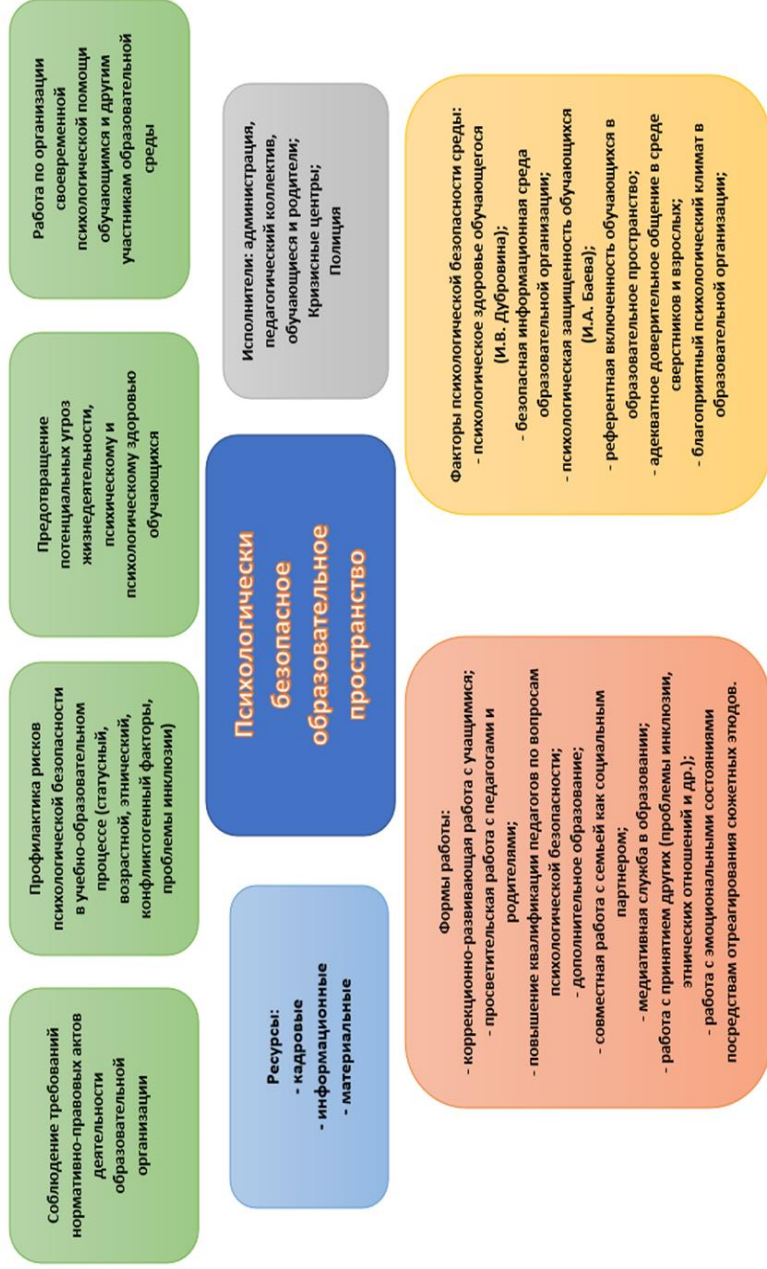 Соблюдение требований
нормативно-правовых актов
деятельности
образовательной
организации
Профилактика рисков
психологической безопасности
в учебно-образовательном
процессе (статусный,
возрастной, этнический,
конфликтогенный факторы,
проблемы инклюзии)
Предотвращение
потенциальных угроз
жизнедеятельности,
психическому и
психологическому здоровью
обучающихся
Работа по организации
своевременной
психологической помощи
обучающимся и другим
участникам образовательной
среды
Ресурсы:
- кадровые
- информационные
- материальные
Психологически
безопасное
образовательное
пространство
Исполнители: администрация,
педагогический коллектив,
обучающиеся и родители;
Кризисные центры;
Полиция
Формы работы:
- коррекционно-развивающая работа с учащимися;
- просветительская работа с педагогами и
родителями;
- повышение квалификации педагогов по вопросам
психологической безопасности;
- дополнительное образование;
- совместная работа с семьей как социальным
партнером;
- медиативная служба в образовании;
- работа с принятием других (проблемы инклюзии,
этнических отношений и др.);
- работа с эмоциональными состояниями
посредствам отреагирования сюжетных этюдов.
Факторы психологической безопасности среды:
- психологическое здоровье обучающегося
(И.В. Дубровина);
- безопасная информационная среда
образовательной организации;
- психологическая защищенность обучающихся
(И.А. Баева);
- референтная включенность обучающихся в
образовательное пространство;
- адекватное доверительное общение в среде
сверстников и взрослых;
- благоприятный психологический климат в
образовательной организации;